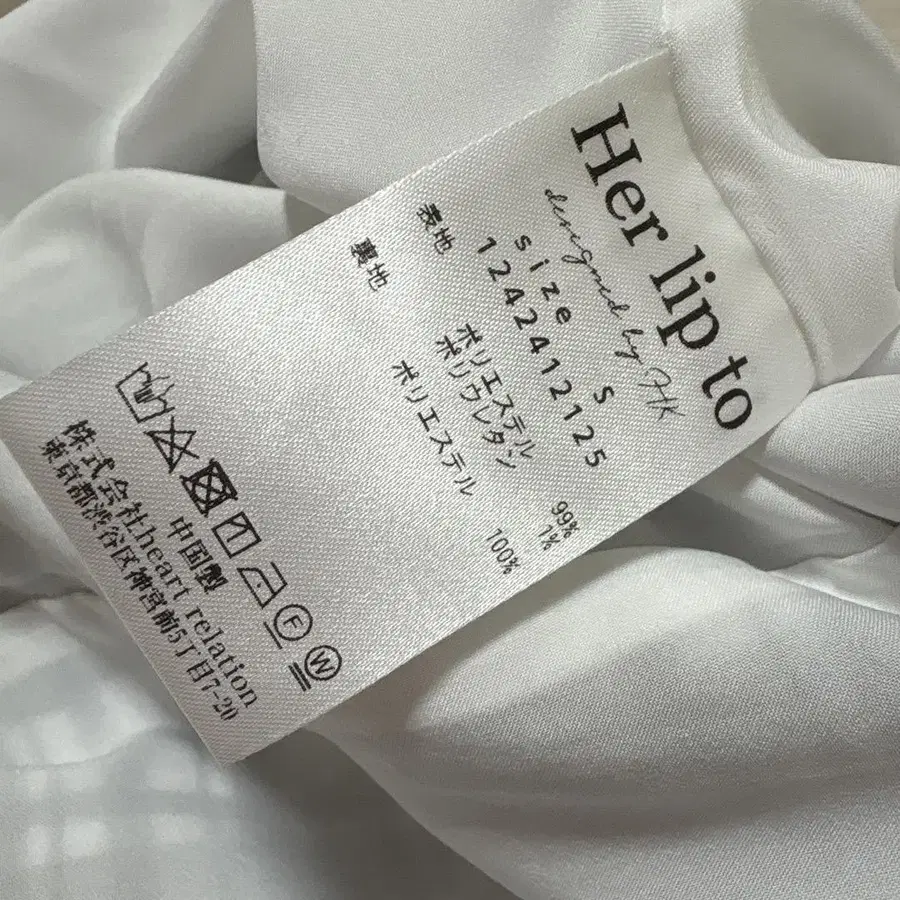 Her lip to
designed by HK
size S
1242412125
表地 ポリエステル 99%
ポリウレタン 1%
裏地 ポリエステル 100%
F W
中国製
株式会社heart relation
東京都渋谷区神宮前5丁目7-20